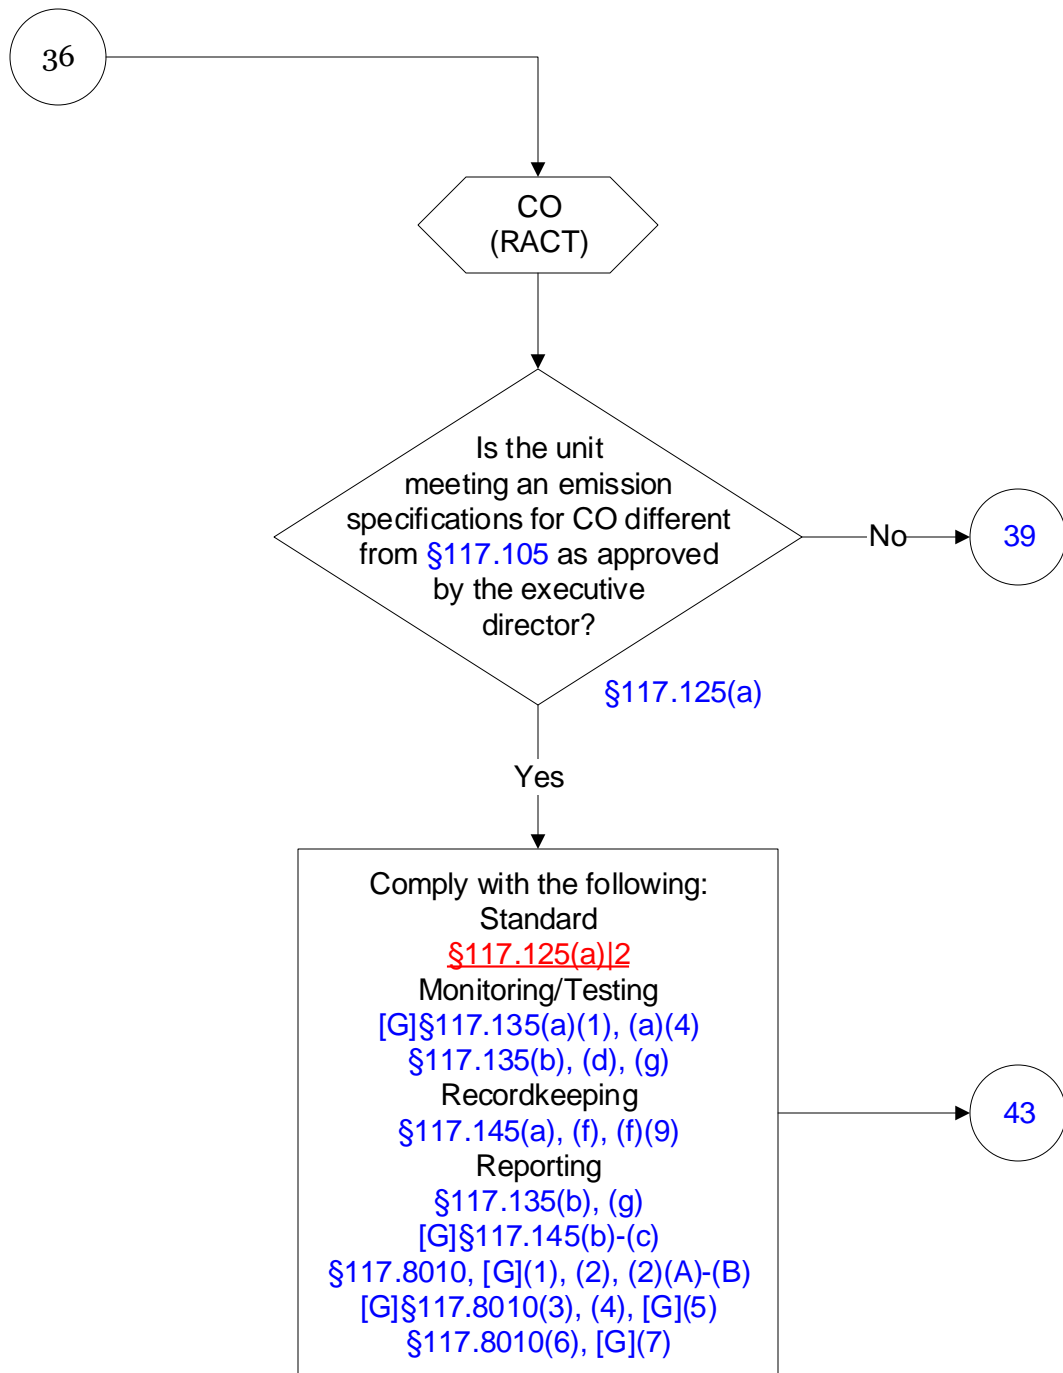 36
CO
(RACT)
Is the unit
meeting an emission
specifications for CO different
from §117.105 as approved
by the executive
director?
No
39
§117.125(a)
Yes
Comply with the following:
Standard
§117.125(a)|2
Monitoring/Testing
[G]§117.135(a)(1), (a)(4)
§117.135(b), (d), (g)
Recordkeeping
§117.145(a), (f), (f)(9)
Reporting
§117.135(b), (g)
[G]§117.145(b)-(c)
§117.8010, [G](1), (2), (2)(A)-(B)
[G]§117.8010(3), (4), [G](5)
§117.8010(6), [G](7)
43